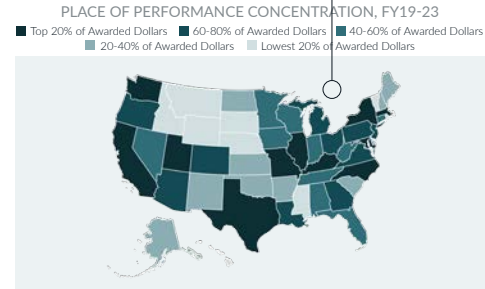 PLACE OF PERFORMANCE CONCENTRATION, FY19-23
Top 20% of Awarded Dollars 60-80% of Awarded Dollars 40-60% of Awarded Dollars
20-40% of Awarded Dollars Lowest 20% of Awarded Dollars